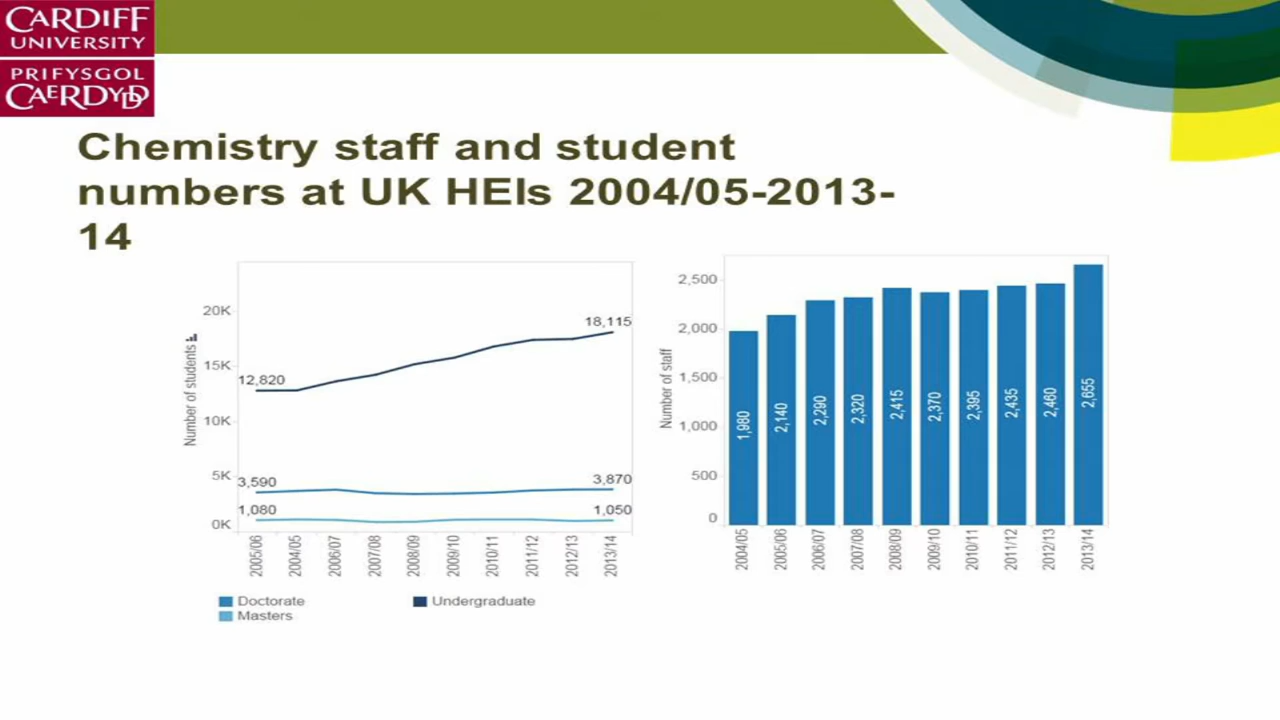 CARDIFF
UNIVERSITY
PRIFYSGOL
CAERDYDD
Chemistry staff and student
numbers at UK HEIs 2004/05-2013-
14
Number of students
20K
15K
10K
5K
0K
12,820
18,115
3,590
3,870
1,080
1,050
2005/06
2004/05
2006/07
2007/08
2008/09
2009/10
2010/11
2011/12
2012/13
2013/14
Doctorate
Undergraduate
Masters
Number of staff
2,500
2,000
1,500
1,000
500
0
1,980
2,140
2,290
2,320
2,415
2,370
2,395
2,435
2,460
2,655
2004/05
2005/06
2006/07
2007/08
2008/09
2009/10
2010/11
2011/12
2012/13
2013/14